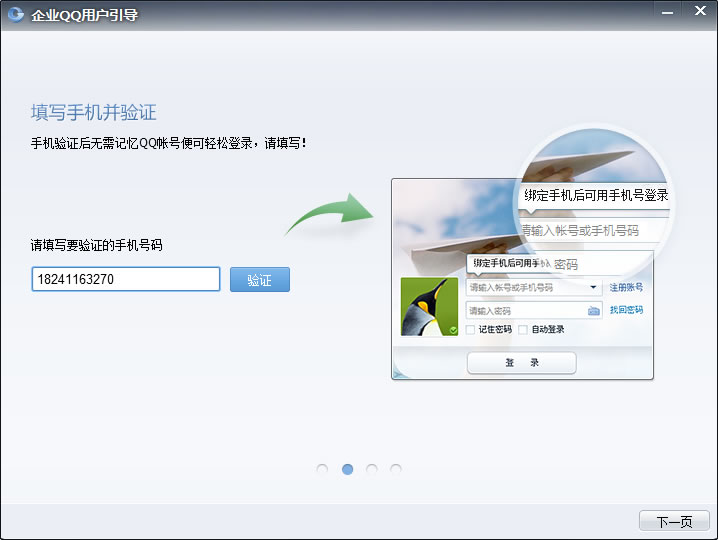 企业QQ用户引导
填写手机并验证
手机验证后无需记忆QQ帐号便可轻松登录，请填写！
请填写要验证的手机号码
18241163270
验证
绑定手机后可用手机号登录
请输入帐号或手机号码
密码
绑定手机后可用手
请输入帐号或手机号码
注册账号
请输入密码
找回密码
记住密码 自动登录
登 录
下一页